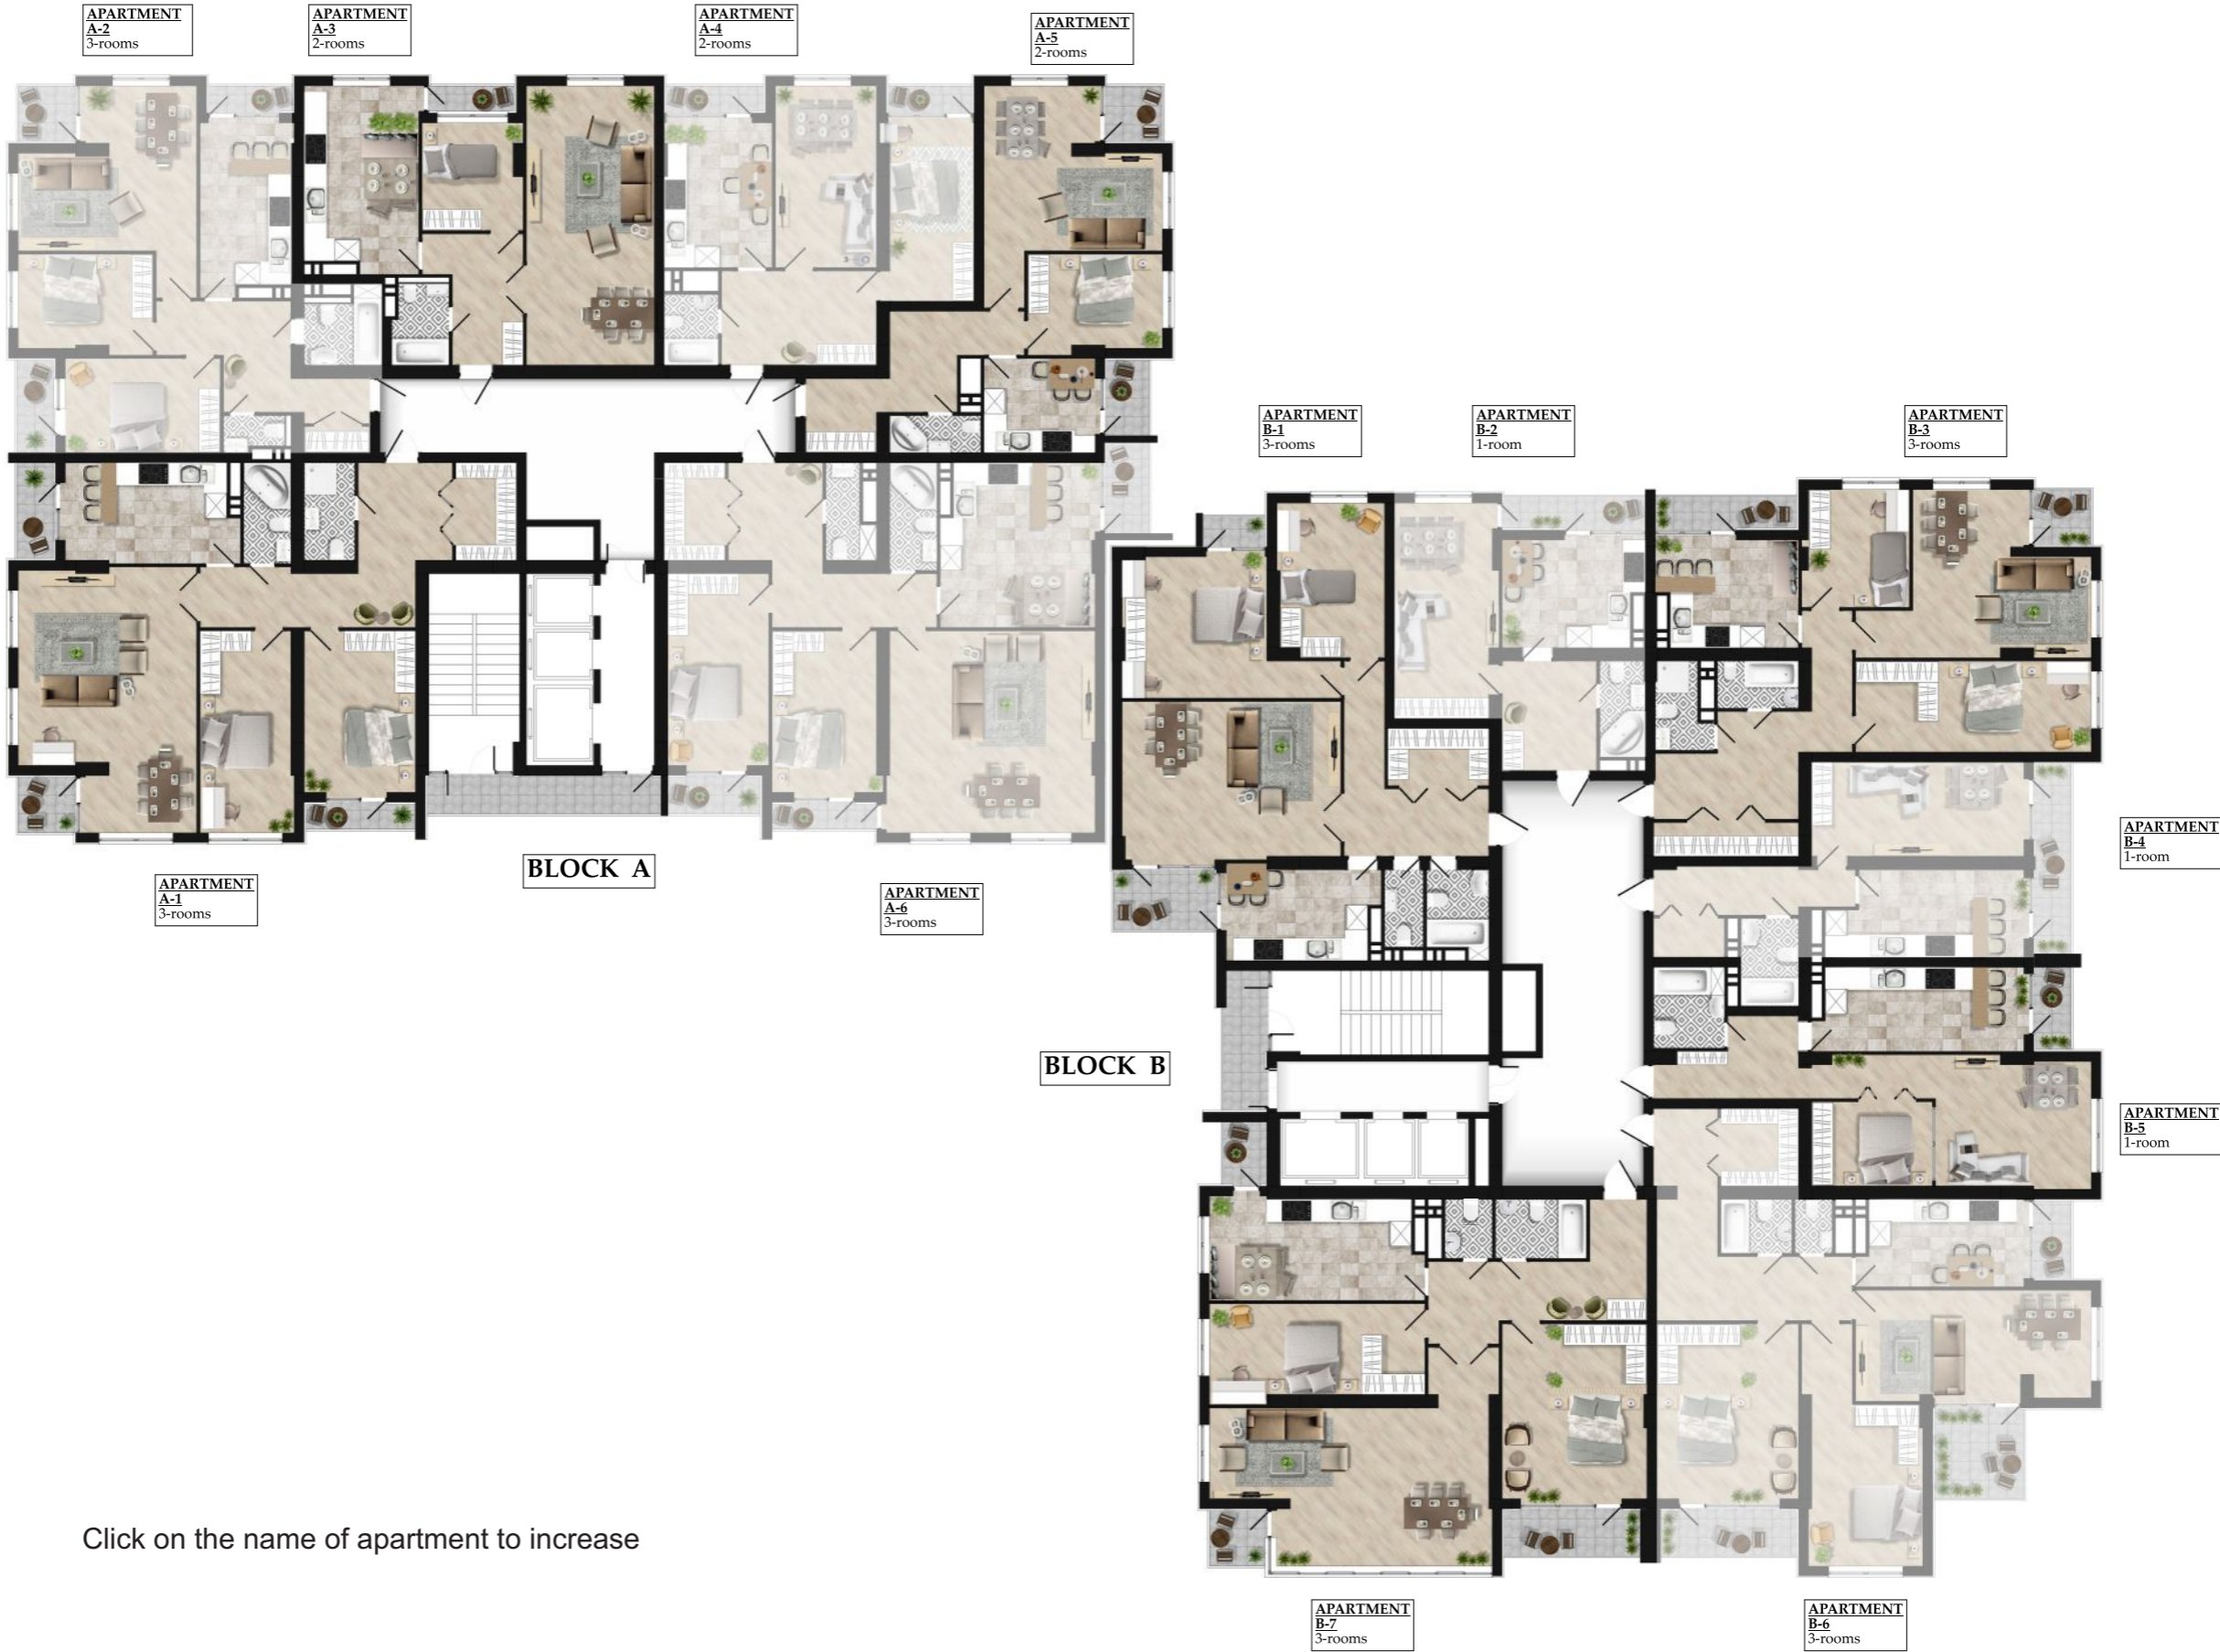 APARTMENT
A-2
3-rooms
APARTMENT
A-3
2-rooms
APARTMENT
A-4
2-rooms
APARTMENT
A-5
2-rooms
APARTMENT
B-1
3-rooms
APARTMENT
B-2
1-room
APARTMENT
B-3
3-rooms
APARTMENT
B-4
1-room
BLOCK A
APARTMENT
A-1
3-rooms
APARTMENT
A-6
3-rooms
BLOCK B
APARTMENT
B-5
1-room
Click on the name of apartment to increase
APARTMENT
B-7
3-rooms
APARTMENT
B-6
3-rooms